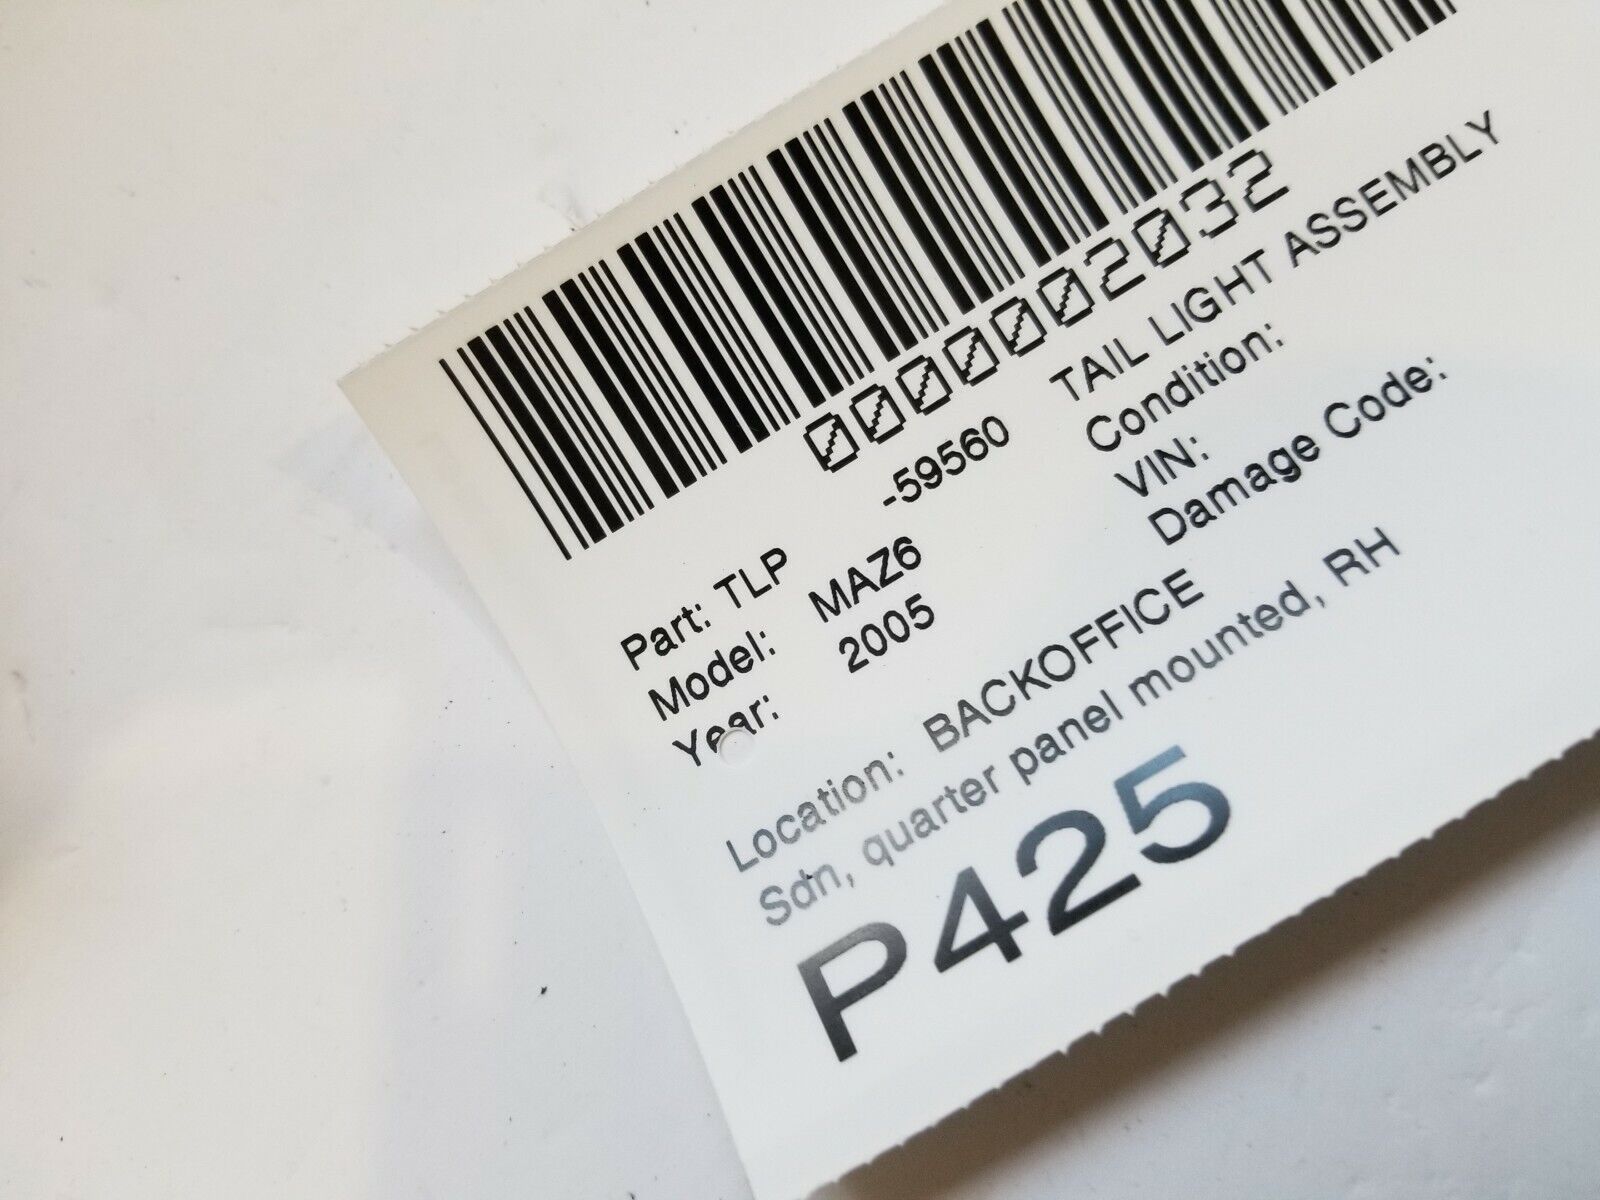 0000002032
Part: TLP -59560 TAIL LIGHT ASSEMBLY
Model: MAZ6 Condition:
Year: 2005 VIN:
Damage Code:
Location: BACKOFFICE
Sdn, quarter panel mounted, RH
P425